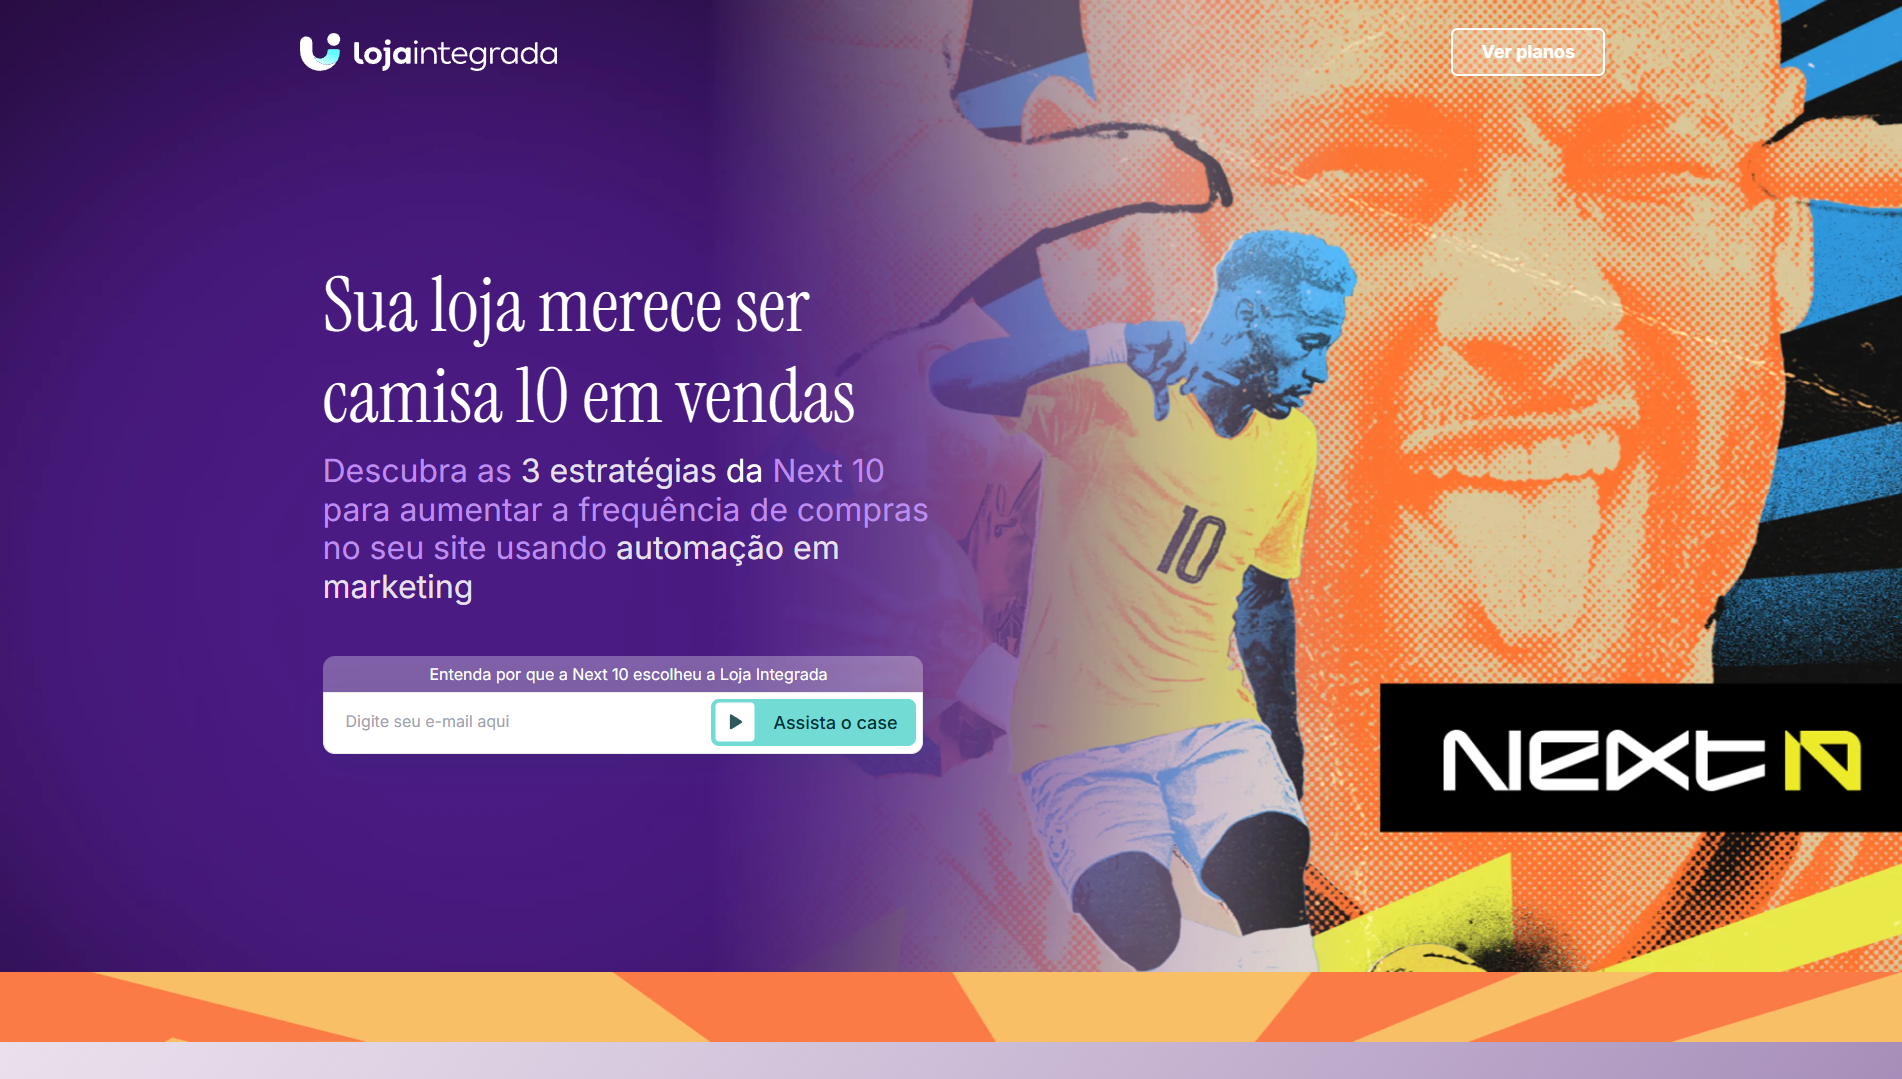 lojaintegrada
Ver planos
Sua loja merece ser
camisa 10 em vendas
Descubra as 3 estratégias da Next 10
para aumentar a frequência de compras
no seu site usando automação em
marketing
Entenda por que a Next 10 escolheu a Loja Integrada
Digite seu e-mail aqui
Assista o case
10
NEXT 10